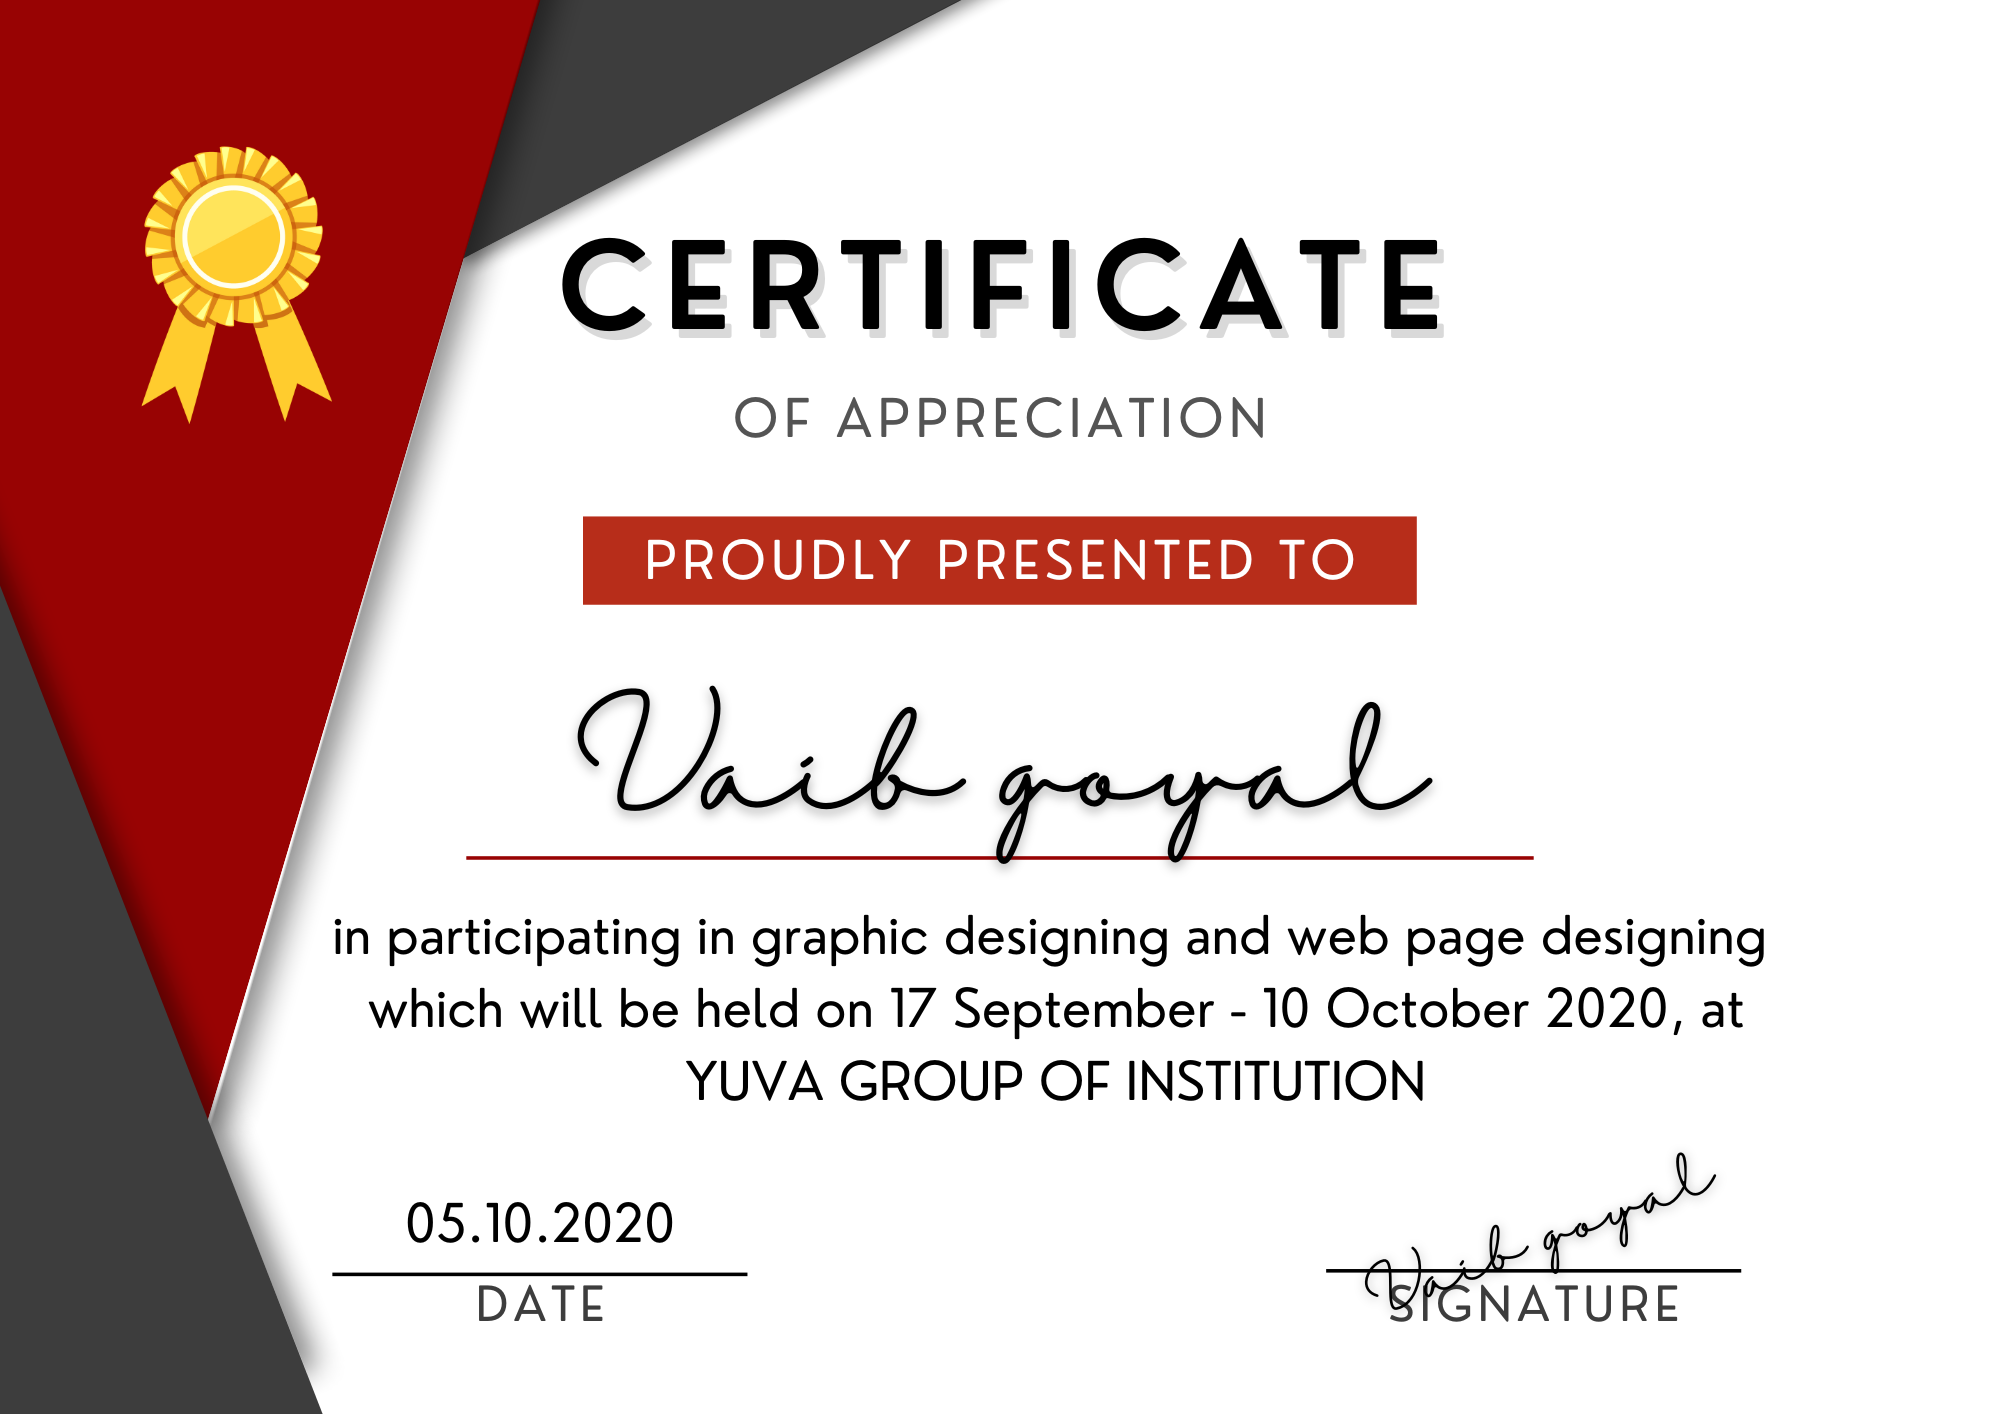 CERTIFICATE
OF APPRECIATION
PROUDLY PRESENTED TO
Vaib goyal
in participating in graphic designing and web page designing
which will be held on 17 September - 10 October 2020, at
YUVA GROUP OF INSTITUTION
05.10.2020
DATE
Vaib goyal
SIGNATURE